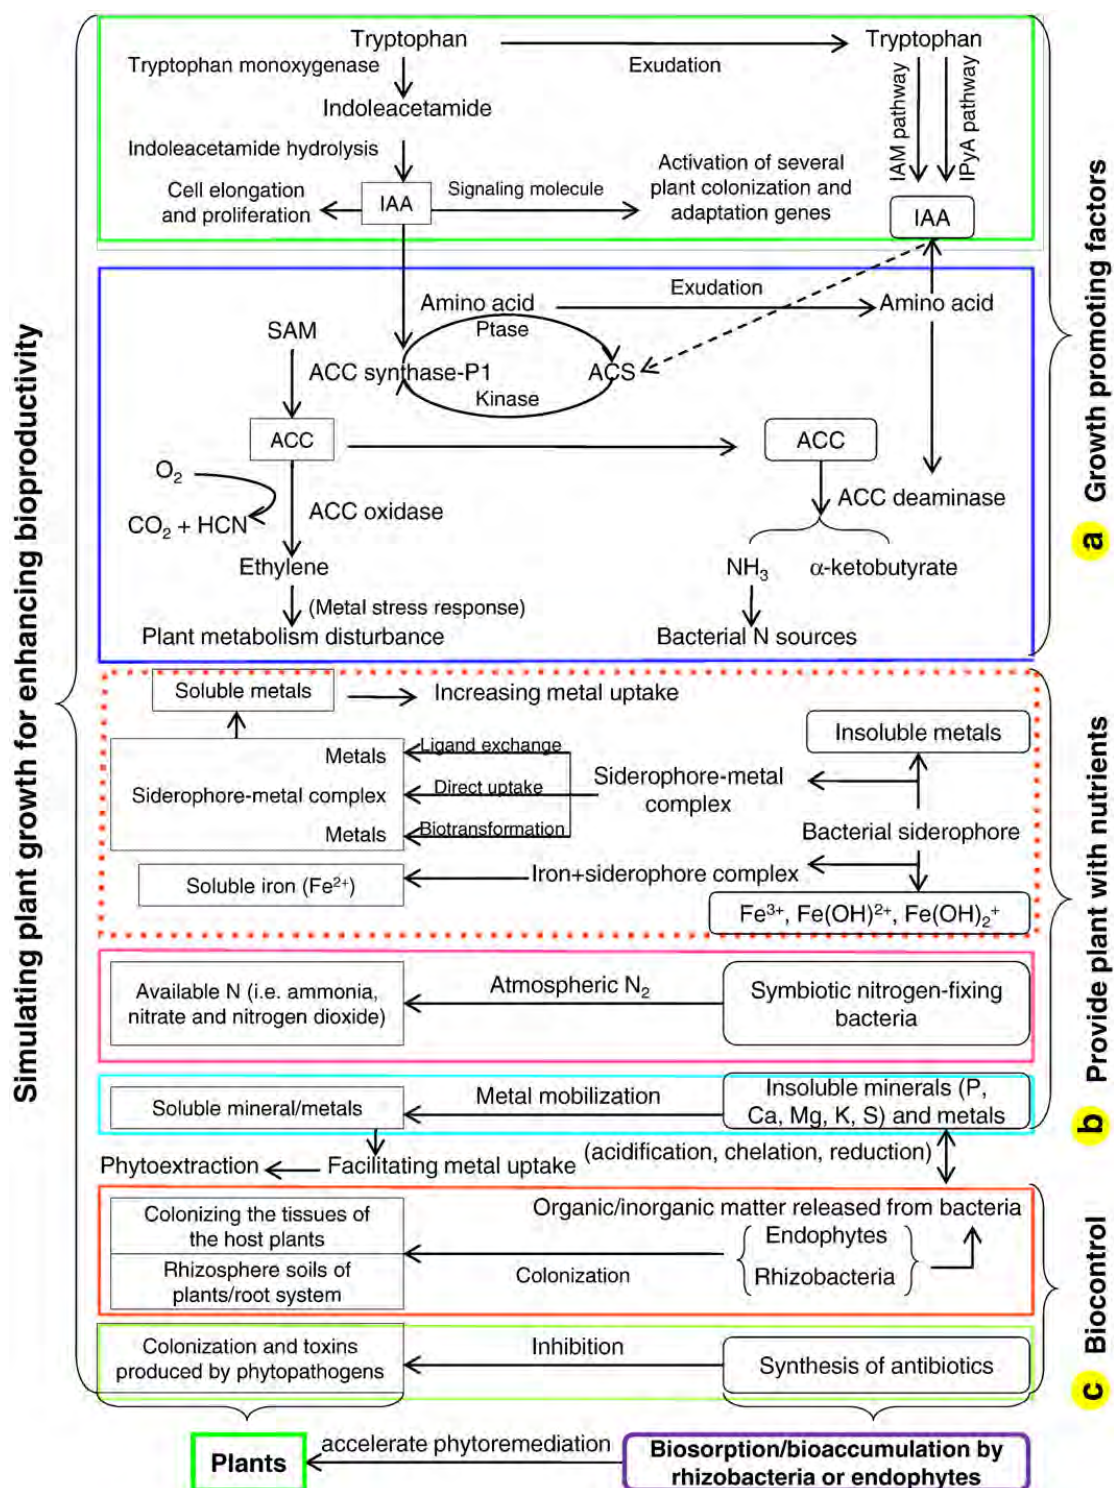 Simulating plant growth for enhancing bioproductivity
Tryptophan
Tryptophan
Tryptophan monoxygenase
Exudation
Indoleacetamide
IAM pathway
IPyA pathway
Indoleacetamide hydrolysis
Cell elongation
and proliferation
IAA
Signaling molecule
Activation of several
plant colonization and
adaptation genes
IAA
a Growth promoting factors
Amino acid
Exudation
Amino acid
SAM
Ptase
ACC synthase-P1
ACS
Kinase
ACC
ACC
O2
CO2 + HCN
ACC oxidase
ACC deaminase
Ethylene
NH3
α-ketobutyrate
(Metal stress response)
Plant metabolism disturbance
Bacterial N sources
Soluble metals
Increasing metal uptake
Insoluble metals
Metals
Ligand exchange
Siderophore-metal complex
Direct uptake
Siderophore-metal
complex
Metals
Biotransformation
Bacterial siderophore
Soluble iron (Fe2+)
Iron+siderophore complex
Fe3+, Fe(OH)2+, Fe(OH)2+
b Provide plant with nutrients
Available N (i.e. ammonia,
nitrate and nitrogen dioxide)
Atmospheric N2
Symbiotic nitrogen-fixing
bacteria
Soluble mineral/metals
Metal mobilization
Insoluble minerals (P,
Ca, Mg, K, S) and metals
Phytoextraction
Facilitating metal uptake
(acidification, chelation, reduction)
Organic/inorganic matter released from bacteria
Colonizing the tissues of
the host plants
Rhizosphere soils of
plants/root system
Colonization
Endophytes
Rhizobacteria
c Biocontrol
Colonization and toxins
produced by phytopathogens
Inhibition
Synthesis of antibiotics
Plants
accelerate phytoremediation
Biosorption/bioaccumulation by
rhizobacteria or endophytes